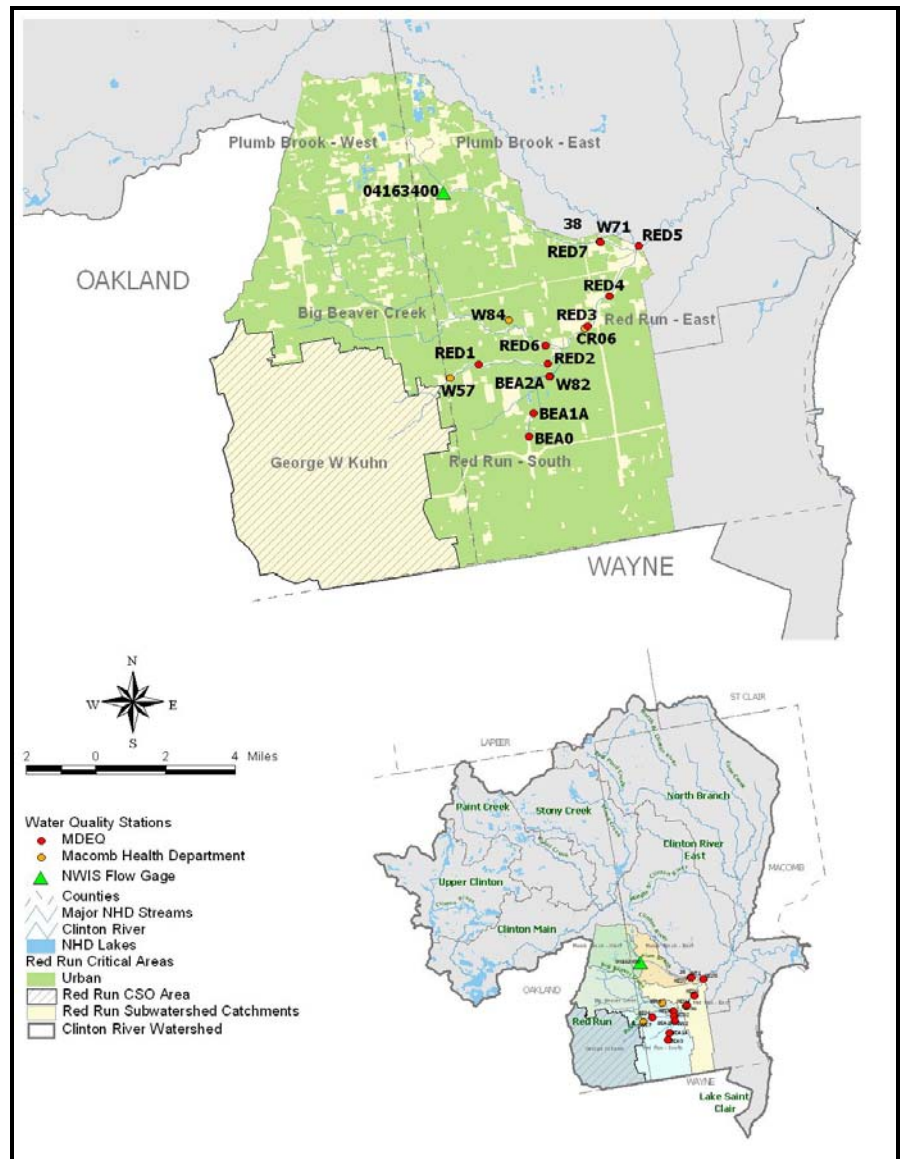 Plumb Brook - West
Plumb Brook - East
04163400
38
W71
RED5
RED7
OAKLAND
RED4
Big Beaver Creek
W84
RED3
Red Run - East
CR06
RED6
RED1
RED2
BEA2A
W82
W57
BEA1A
BEA0
George W Kuhn
Red Run - South
WAYNE
N
W
E
S
2 0 2 4 Miles
Water Quality Stations
MDEQ
Macomb Health Department
NWIS Flow Gage
Counties
Major NHD Streams
Clinton River
NHD Lakes
Red Run Critical Areas
Urban
Red Run CSO Area
Red Run Subwatershed Catchments
Clinton River Watershed
ST CLAIR
LAPEER
North Branch
Paint Creek
Stony Creek
Clinton River
East
MACOMB
Upper Clinton
Clinton Main
OAKLAND
Red Run
WAYNE
Lake Saint
Clair